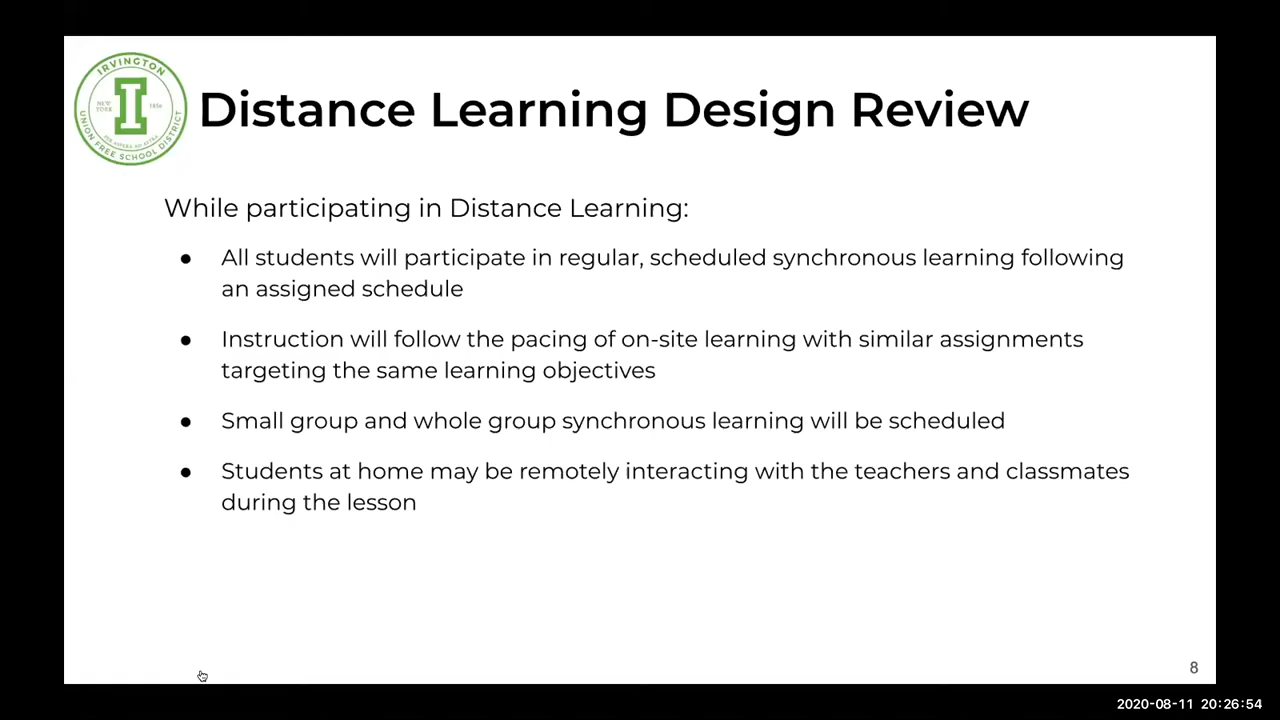 IRVINGTON
NEW YORK
1850
UNION FREE SCHOOL DISTRICT
Distance Learning Design Review
While participating in Distance Learning:
● All students will participate in regular, scheduled synchronous learning following
an assigned schedule
● Instruction will follow the pacing of on-site learning with similar assignments
targeting the same learning objectives
● Small group and whole group synchronous learning will be scheduled
● Students at home may be remotely interacting with the teachers and classmates
during the lesson
8
2020-08-11 20:26:54